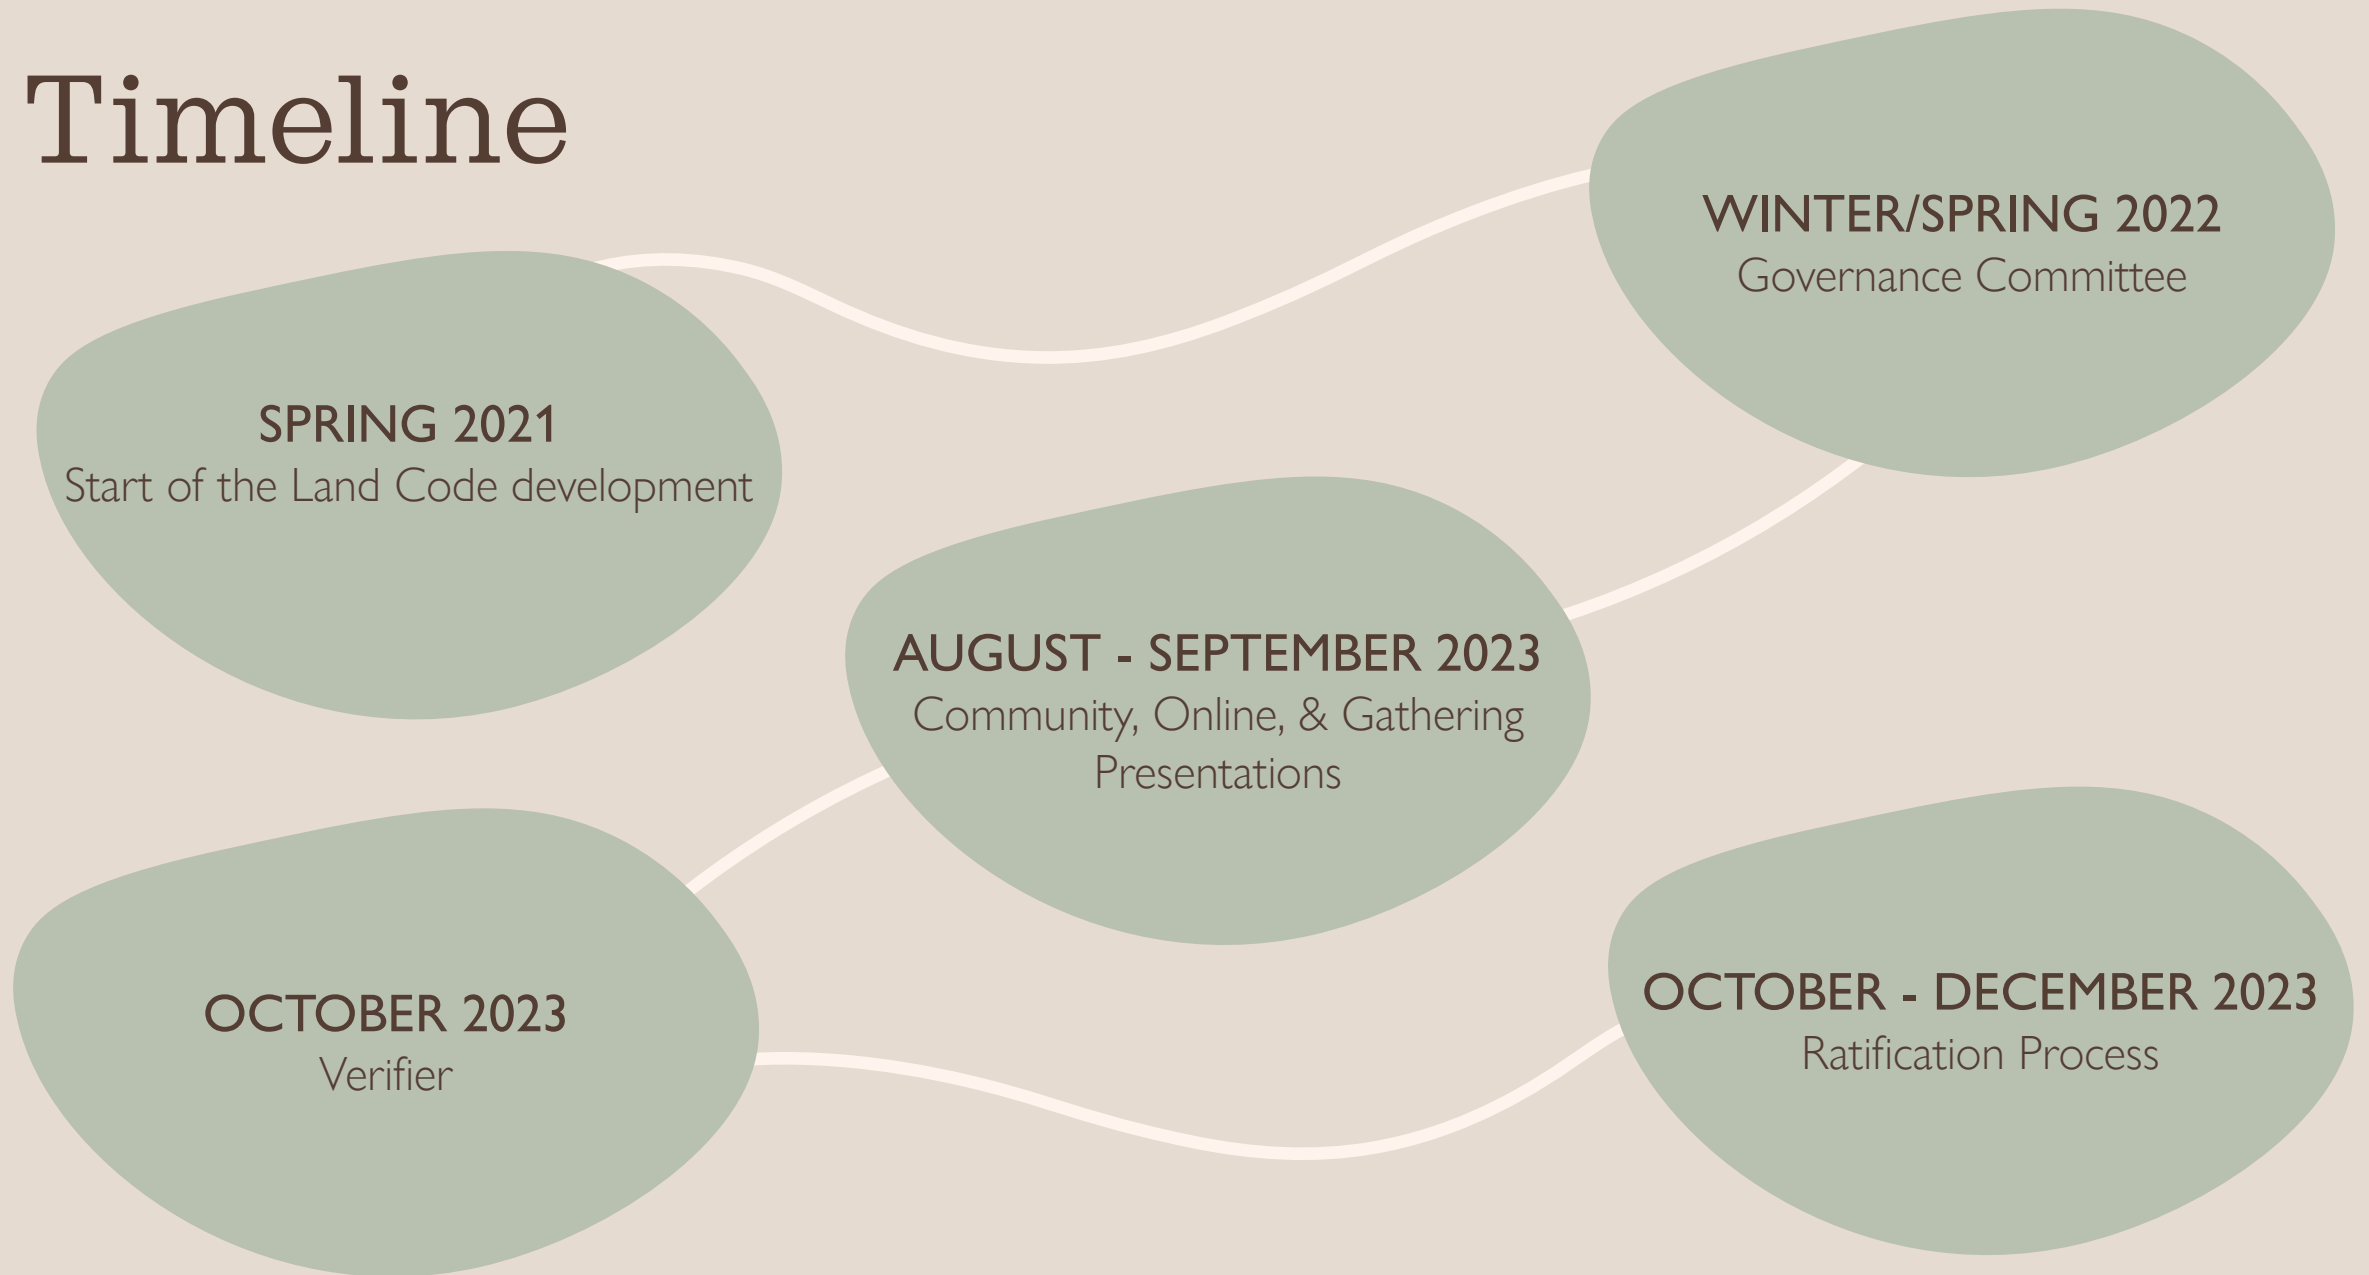 Timeline
SPRING 2021
Start of the Land Code development
WINTER/SPRING 2022
Governance Committee
AUGUST - SEPTEMBER 2023
Community, Online, & Gathering
Presentations
OCTOBER 2023
Verifier
OCTOBER - DECEMBER 2023
Ratification Process